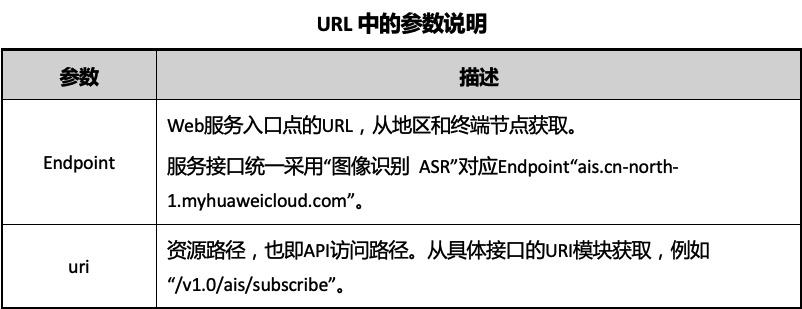 URL 中的参数说明
参数
描述
Endpoint
Web服务入口点的URL，从地区和终端节点获取。
服务接口统一采用“图像识别 ASR”对应Endpoint“ais.cn-north-
1.myhuaweicloud.com”。
uri
资源路径，也即API访问路径。从具体接口的URI模块获取，例如
“/v1.0/ais/subscribe”。